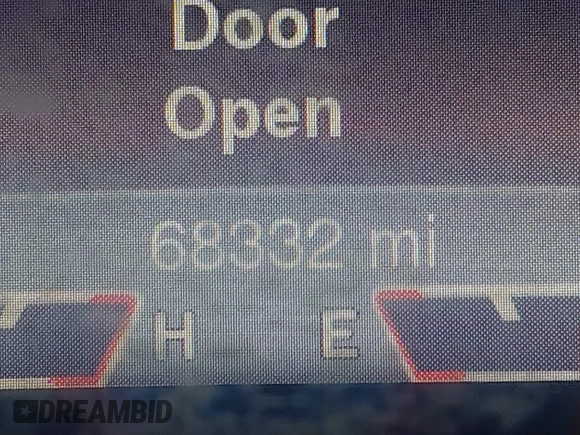 Door
Open
68332 mi
H E
DREAMBID